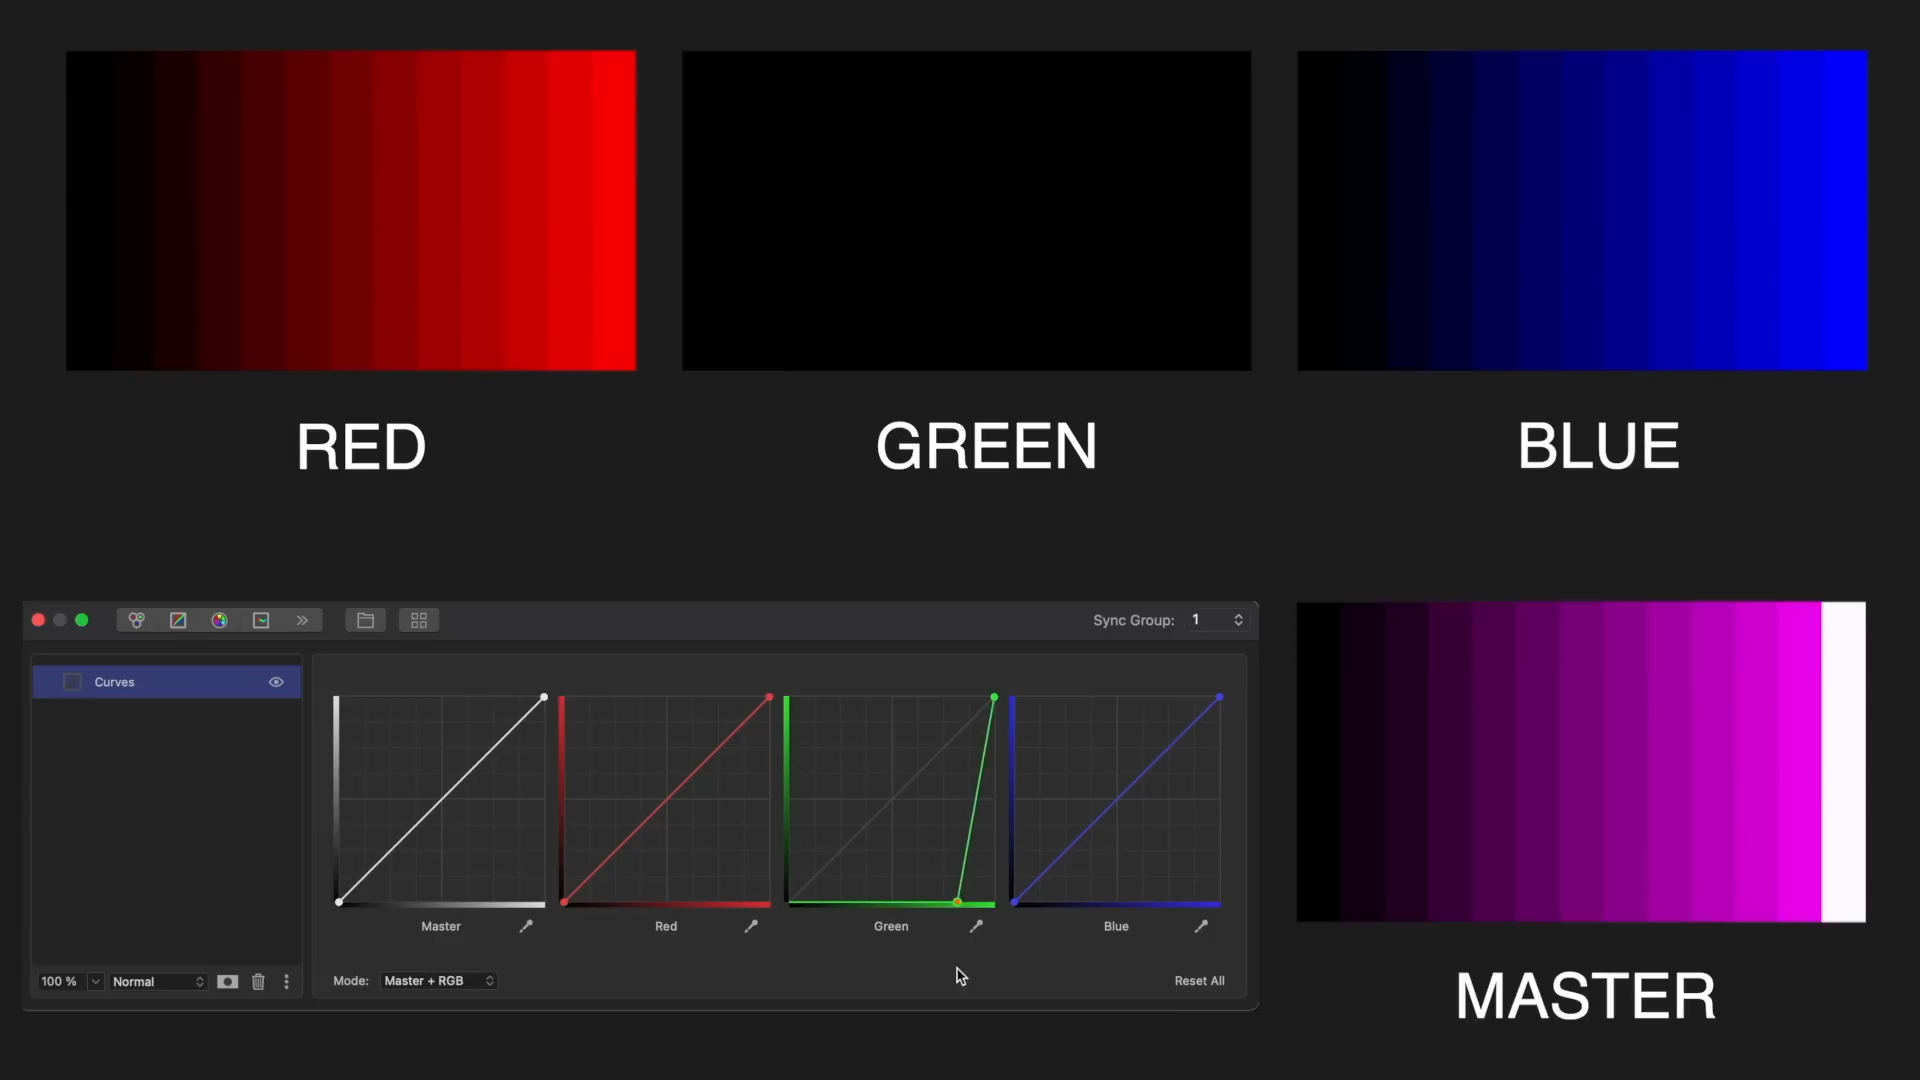 RED
GREEN
BLUE
Sync Group: 1
Curves
Master
Red
Green
Blue
100 %
Normal
Mode: Master + RGB
Reset All
MASTER